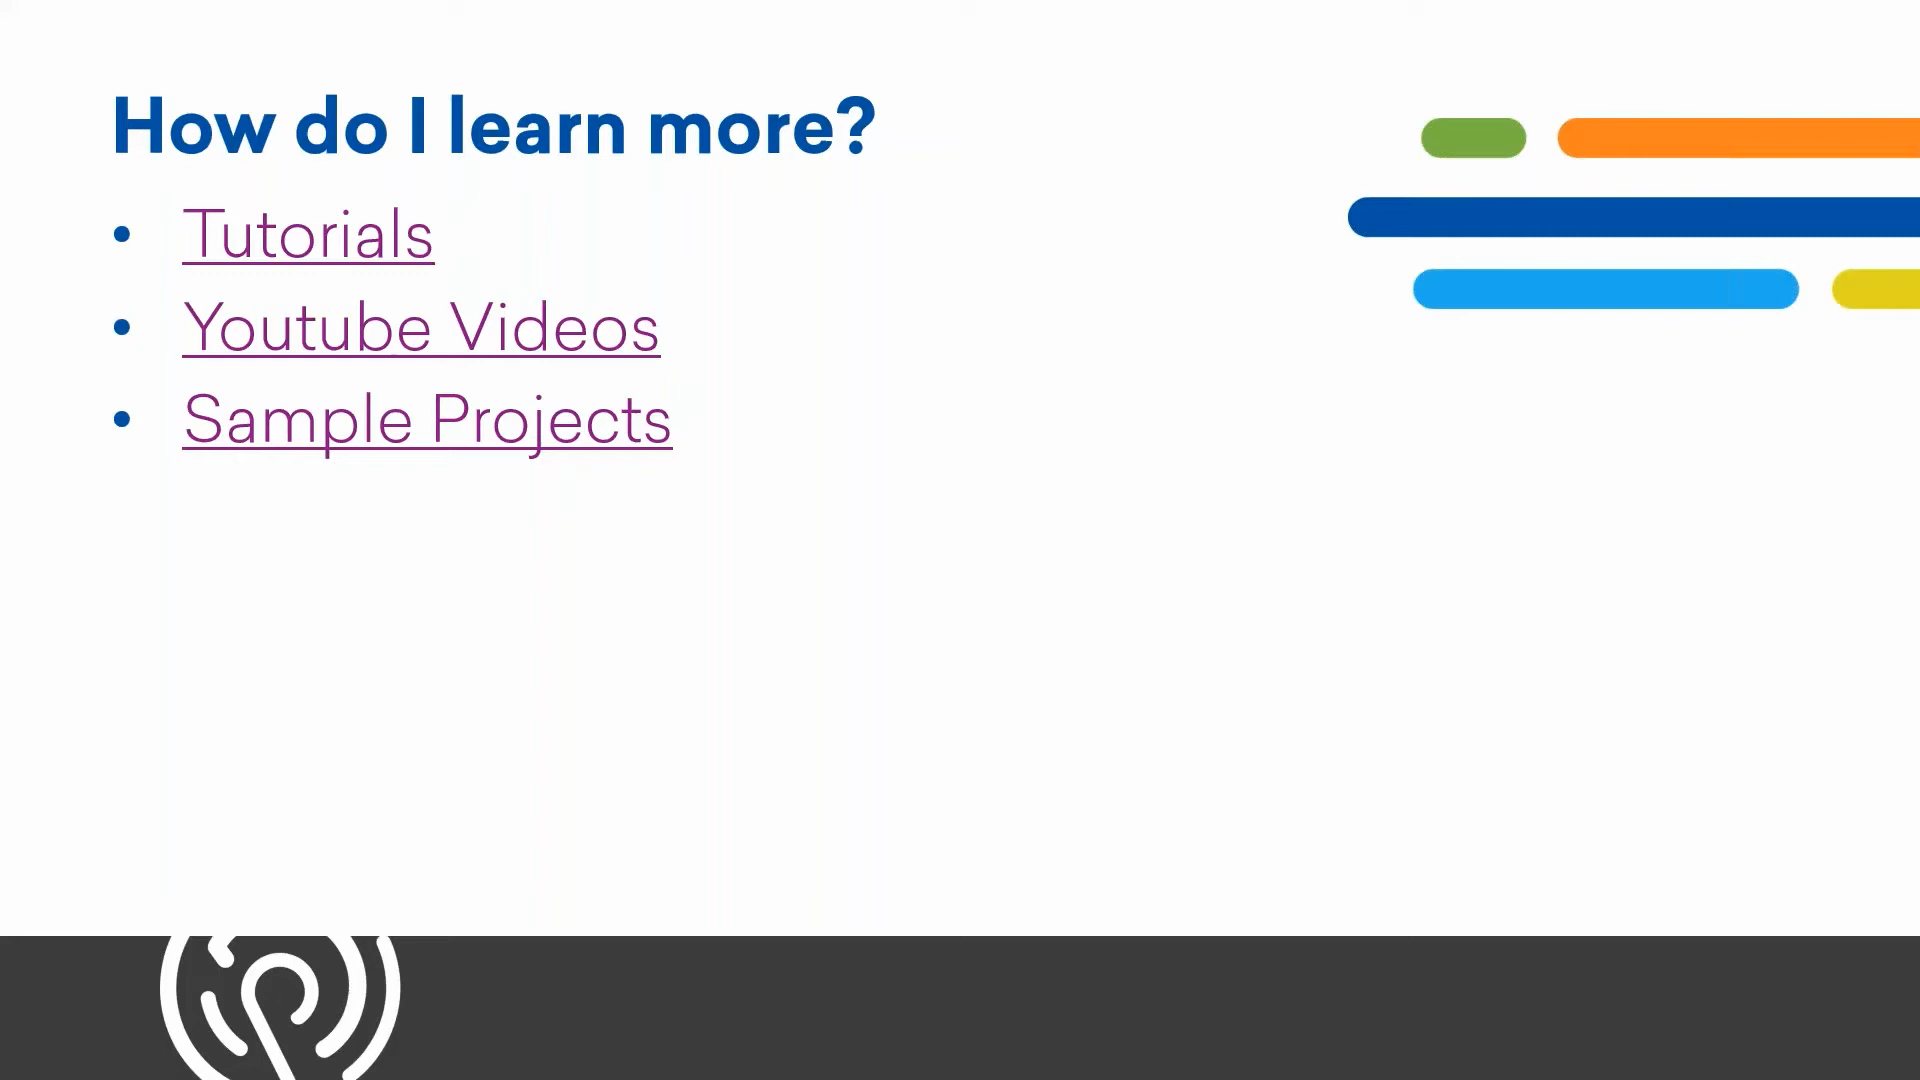 How do I learn more?
• Tutorials
• Youtube Videos
• Sample Projects